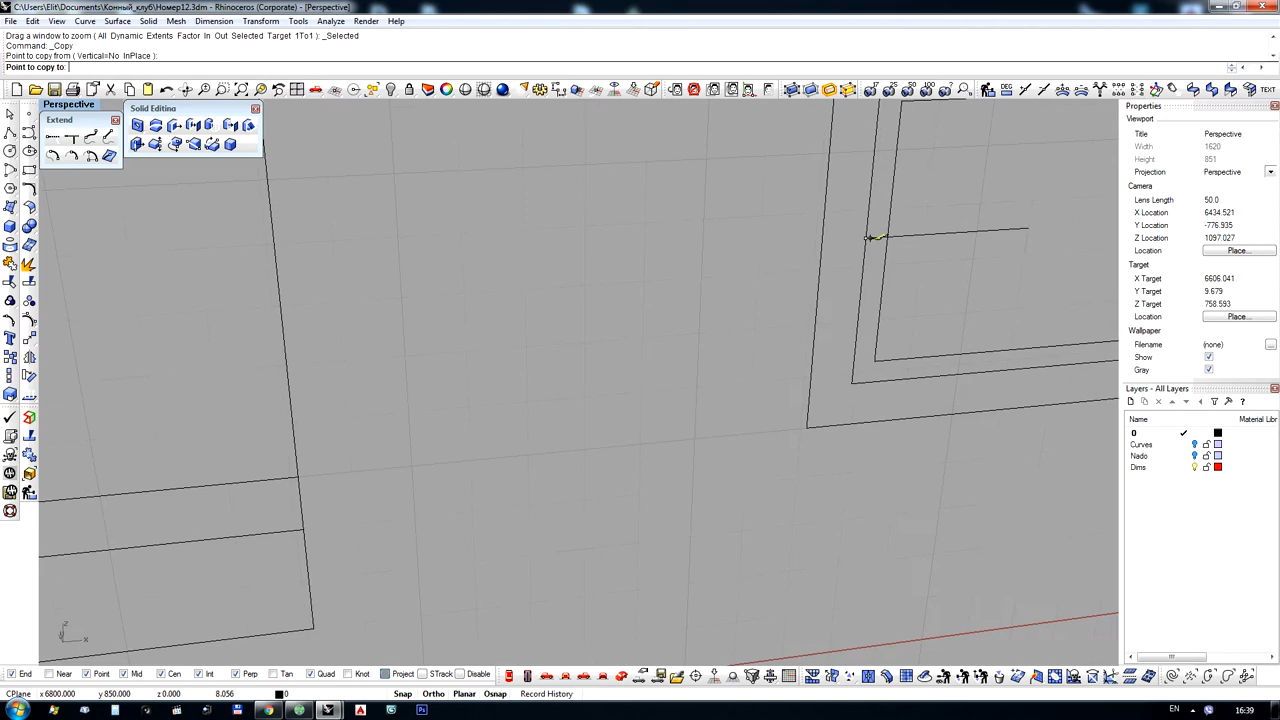 C:\Users\Elit\Documents\Конный_клуб\Номер12.3dm - Rhinoceros (Corporate) - [Perspective]
File Edit View Curve Surface Solid Mesh Dimension Transform Tools Analyze Render Help
Drag a window to zoom ( All Dynamic Extents Factor In Out Selected Target 1To1 ): _Selected
Command: _Copy
Point to copy from ( Vertical=No InPlace ):
Point to copy to:
TEXT
Perspective
Solid Editing
Extend
Properties
Viewport
Title Perspective
Width 1620
Height 851
Projection Perspective
Camera
Lens Length 50.0
X Location 6434.521
Y Location -776.935
Z Location 1097.027
Location Place...
Target
X Target 6606.041
Y Target 9.679
Z Target 758.593
Location Place...
Wallpaper
Filename (none)
Show
Gray
Layers - All Layers
Name Material Libr
0
Curves
Nado
Dims
z
x
End Near Point Mid Cen Int Perp Tan Quad Knot Project STrack Disable
CPlane x 6800.000 y 850.000 z 0.000 8.056 0 Snap Ortho Planar Osnap Record History
EN 16:39